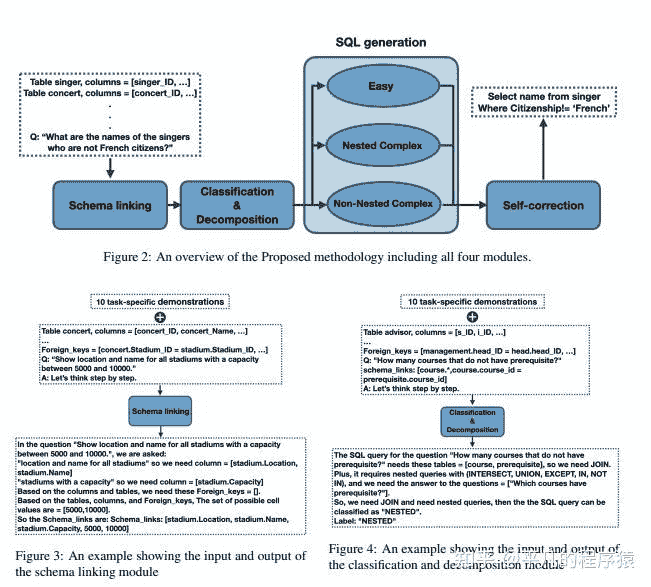 SQL generation
Table singer, columns = [singer_ID, ...]
Table concert, columns = [concert_ID, ...]
.
.
.
Q: “What are the names of the singers
who are not French citizens?”
Easy
Nested Complex
Non-Nested Complex
Select name from singer
Where Citizenship!= ‘French’
Schema linking
Classification
&
Decomposition
Self-correction
Figure 2: An overview of the Proposed methodology including all four modules.
10 task-specific demonstrations
Table concert, columns = [concert_ID, concert_Name, ...]
...
Foreign_keys = [concert.Stadium_ID = stadium.Stadium_ID, ...]
Q: "Show location and name for all stadiums with a capacity
between 5000 and 10000."
A: Let’s think step by step.
Schema linking
In the question "Show location and name for all stadiums with a capacity
between 5000 and 10000.", we are asked:
"location and name for all stadiums" so we need column = [stadium.Location,
stadium.Name]
"stadiums with a capacity" so we need column = [stadium.Capacity]
Based on the columns and tables, we need these Foreign_keys = [].
Based on the tables, columns, and Foreign_keys, The set of possible cell
values are = [5000,10000].
So the Schema_links are: Schema_links: [stadium.Location, stadium.Name,
stadium.Capacity, 5000, 10000]
Figure 3: An example showing the input and output of
the schema linking module
10 task-specific demonstrations
Table advisor, columns = [s_ID, i_ID, ...]
...
Foreign_keys = [management.head_ID = head.head_ID, ...]
Q: "How many courses that do not have prerequisite?"
schema_links: [course.*,course.course_id =
prerequisite.course_id]
A: Let’s think step by step.
Classification
&
Decomposition
The SQL query for the question "How many courses that do not have
prerequisite?" needs these tables = [course, prerequisite], so we need JOIN.
Plus, it requires nested queries with (INTERSECT, UNION, EXCEPT, IN, NOT
IN), and we need the answer to the questions = ["Which courses have
prerequisite?"].
So, we need JOIN and need nested queries, then the the SQL query can be
classified as "NESTED".
Label: "NESTED"
Figure 4: An example showing the input and output of
the classification and decomposition module